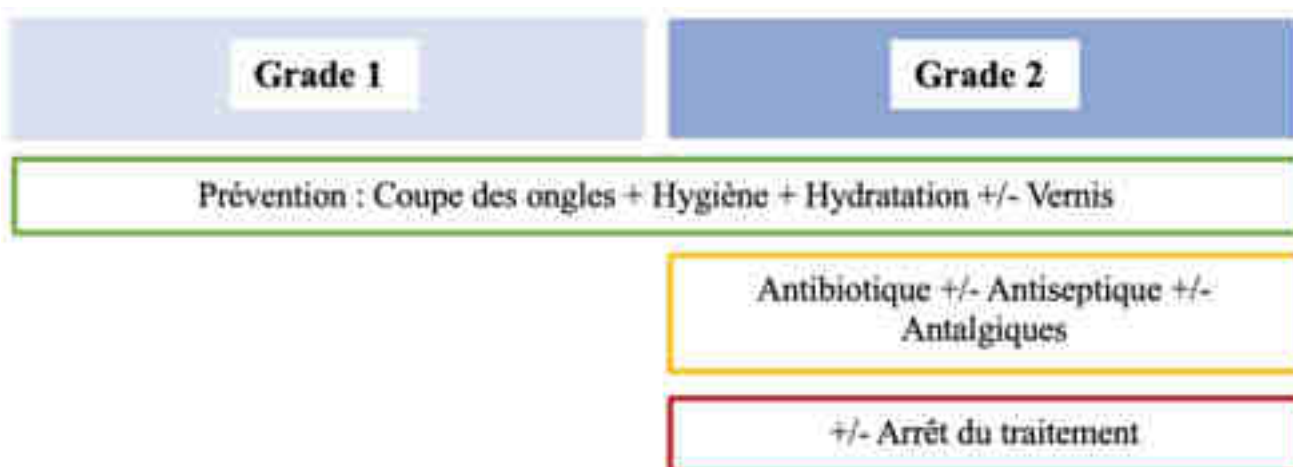 Grade 1
Grade 2
Prévention : Coupe des ongles + Hygiène + Hydratation +/- Vernis
Antibiotique +/- Antiseptique +/-
Antalgiques
+/- Arrêt du traitement